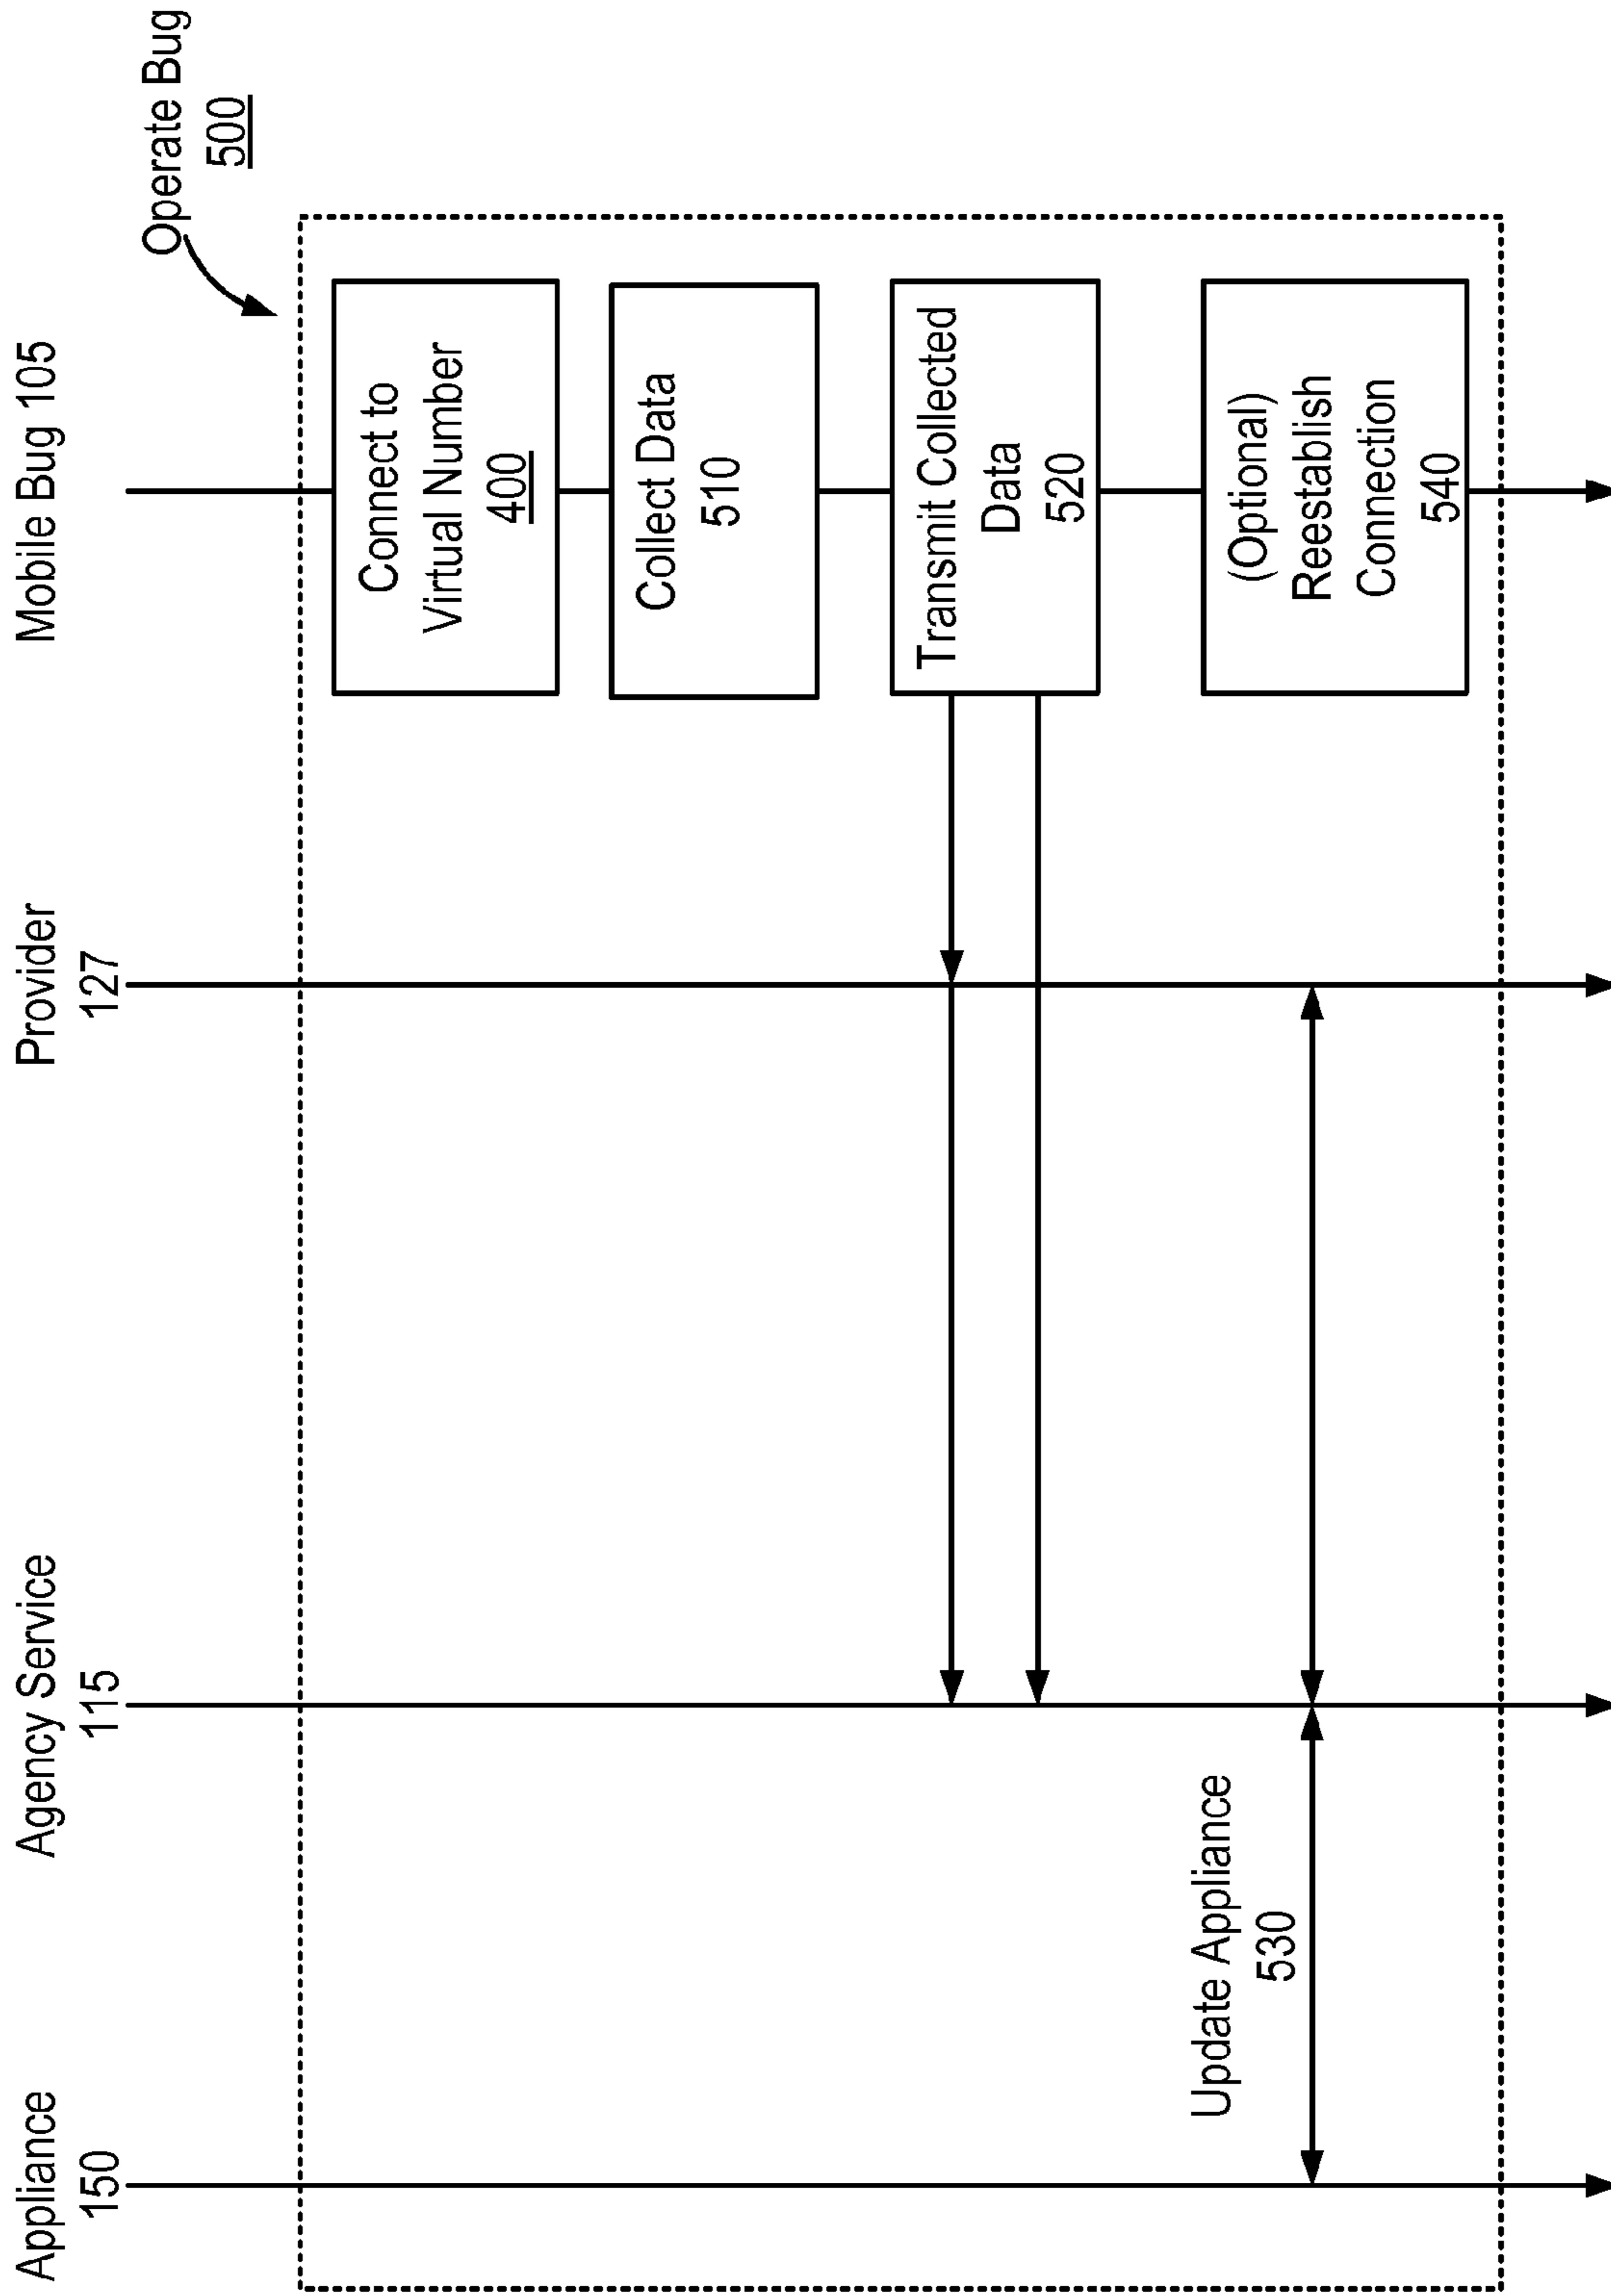 Appliance
150
Agency Service
115
Provider
127
Mobile Bug 105
Operate Bug
500
Connect to
Virtual Number
400
Collect Data
510
Transmit Collected
Data
520
Update Appliance
530
(Optional)
Reestablish
Connection
540